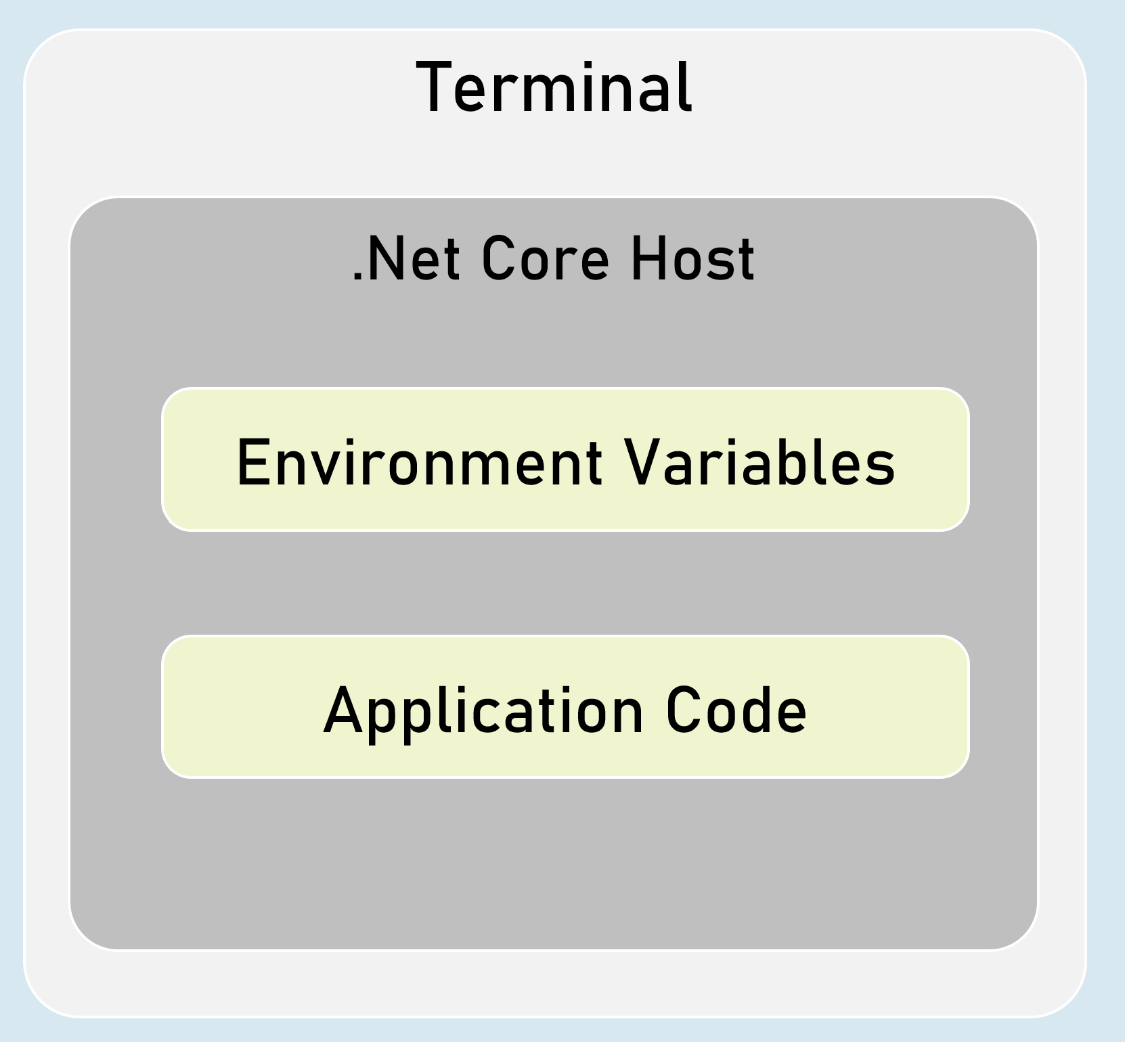 Terminal
.Net Core Host
Environment Variables
Application Code